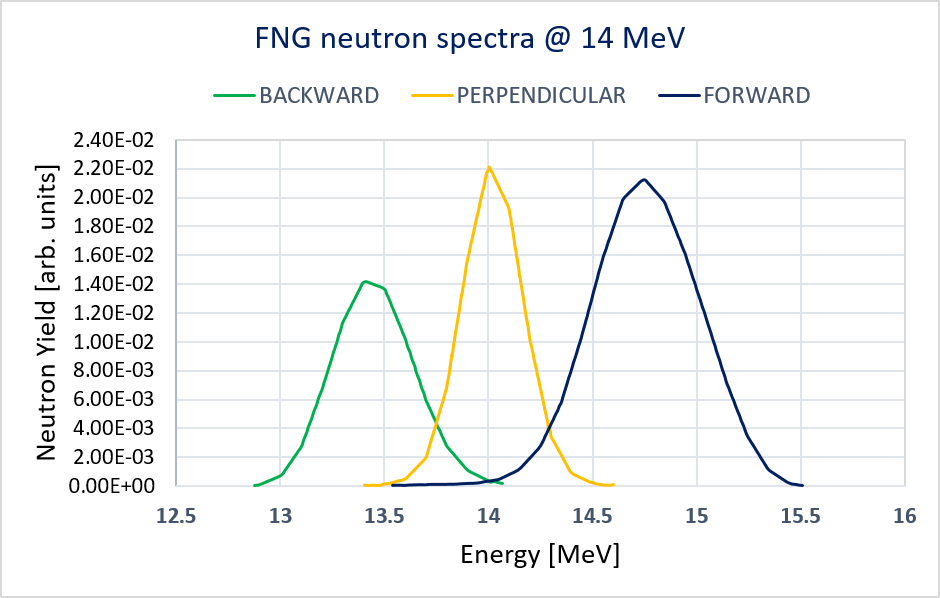 FNG neutron spectra @ 14 MeV
BACKWARD PERPENDICULAR FORWARD
Neutron Yield [arb. units]
2.40E-02
2.20E-02
2.00E-02
1.80E-02
1.60E-02
1.40E-02
1.20E-02
1.00E-02
8.00E-03
6.00E-03
4.00E-03
2.00E-03
0.00E+00
12.5 13 13.5 14 14.5 15 15.5 16
Energy [MeV]